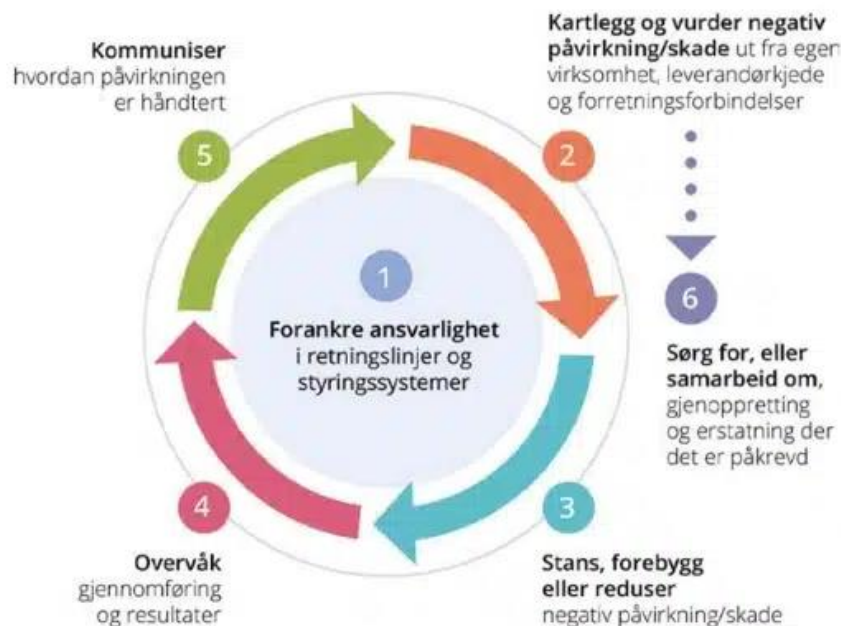 1
Forankre ansvarlighet
i retningslinjer og
styringssystemer
2
Kartlegg og vurder negativ
påvirkning/skade ut fra egen
virksomhet, leverandørkjede
og forretningsforbindelser
3
Stans, forebygg
eller reduser
negativ påvirkning/skade
4
Overvåk
gjennomføring
og resultater
5
Kommuniser
hvordan påvirkningen
er håndtert
6
Sørg for, eller
samarbeid om,
gjenoppretting
og erstatning der
det er påkrevd